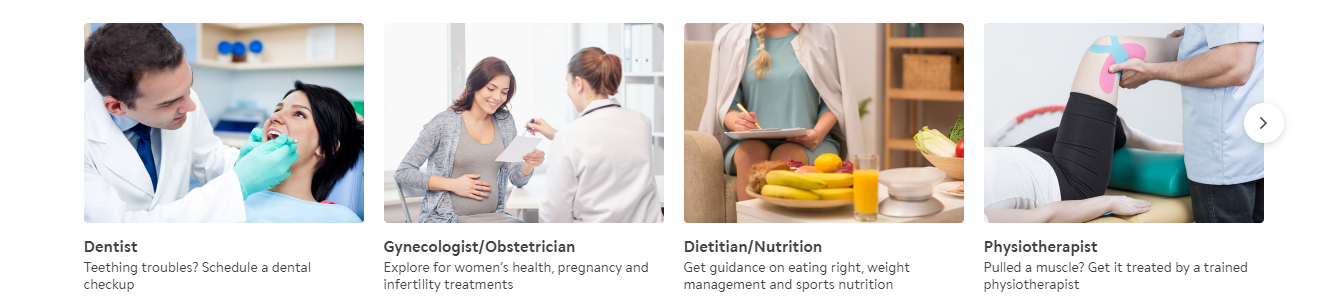 Dentist
Teething troubles? Schedule a dental
checkup
Gynecologist/Obstetrician
Explore for women's health, pregnancy and
infertility treatments
Dietitian/Nutrition
Get guidance on eating right, weight
management and sports nutrition
Physiotherapist
Pulled a muscle? Get it treated by a trained
physiotherapist